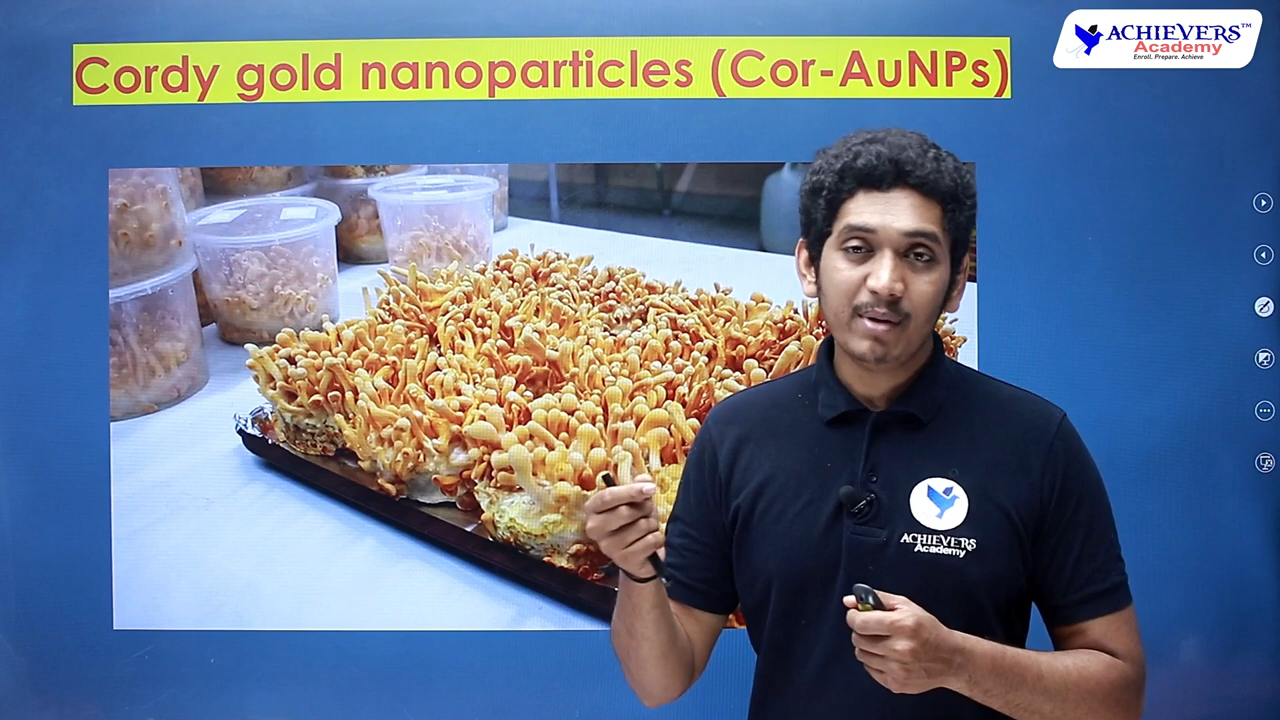 Cordy gold nanoparticles (Cor-AuNPs)
ACHIEVERS™
Academy
Enroll. Prepare. Achieve
ACHIEVERS
Academy